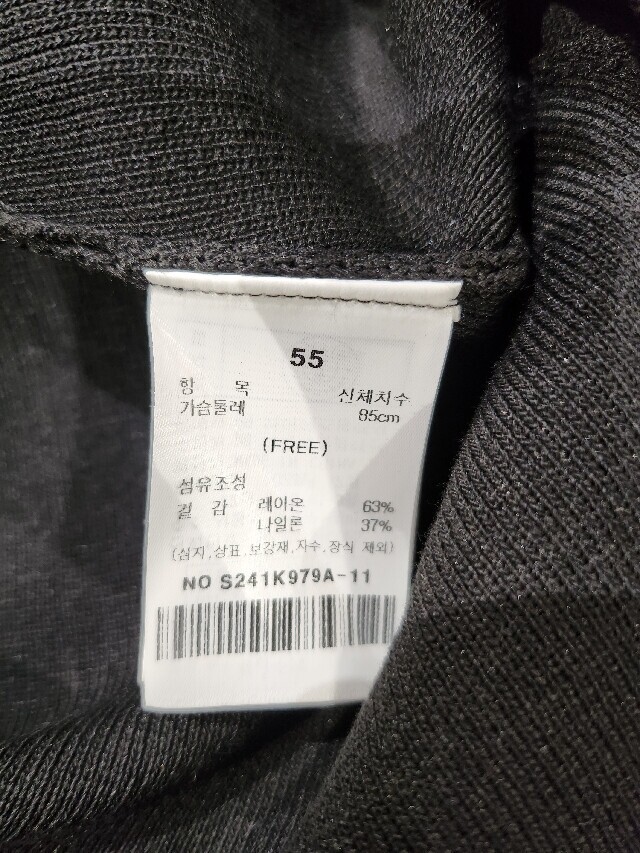 55
항 목 신체치수
가슴둘레 85cm
(FREE)
섬유조성
겉 감 레이온 63%
나일론 37%
(심지,상표,보강재,자수,장식 제외)
NO S241K979A-11